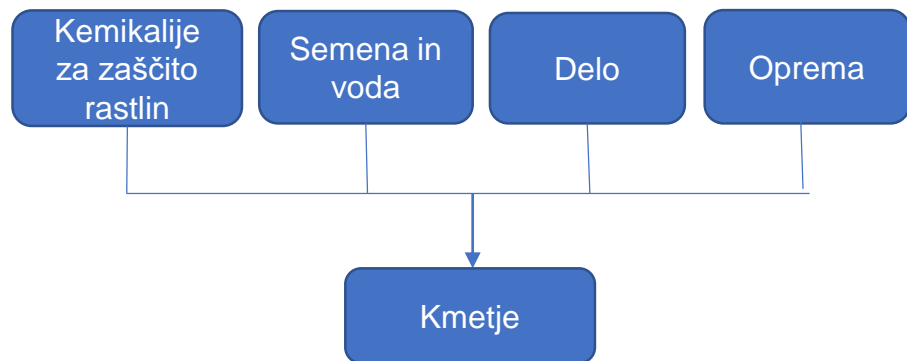 Kemikalije
za zaščito
rastlin
Semena in
voda
Delo
Oprema
Kmetje